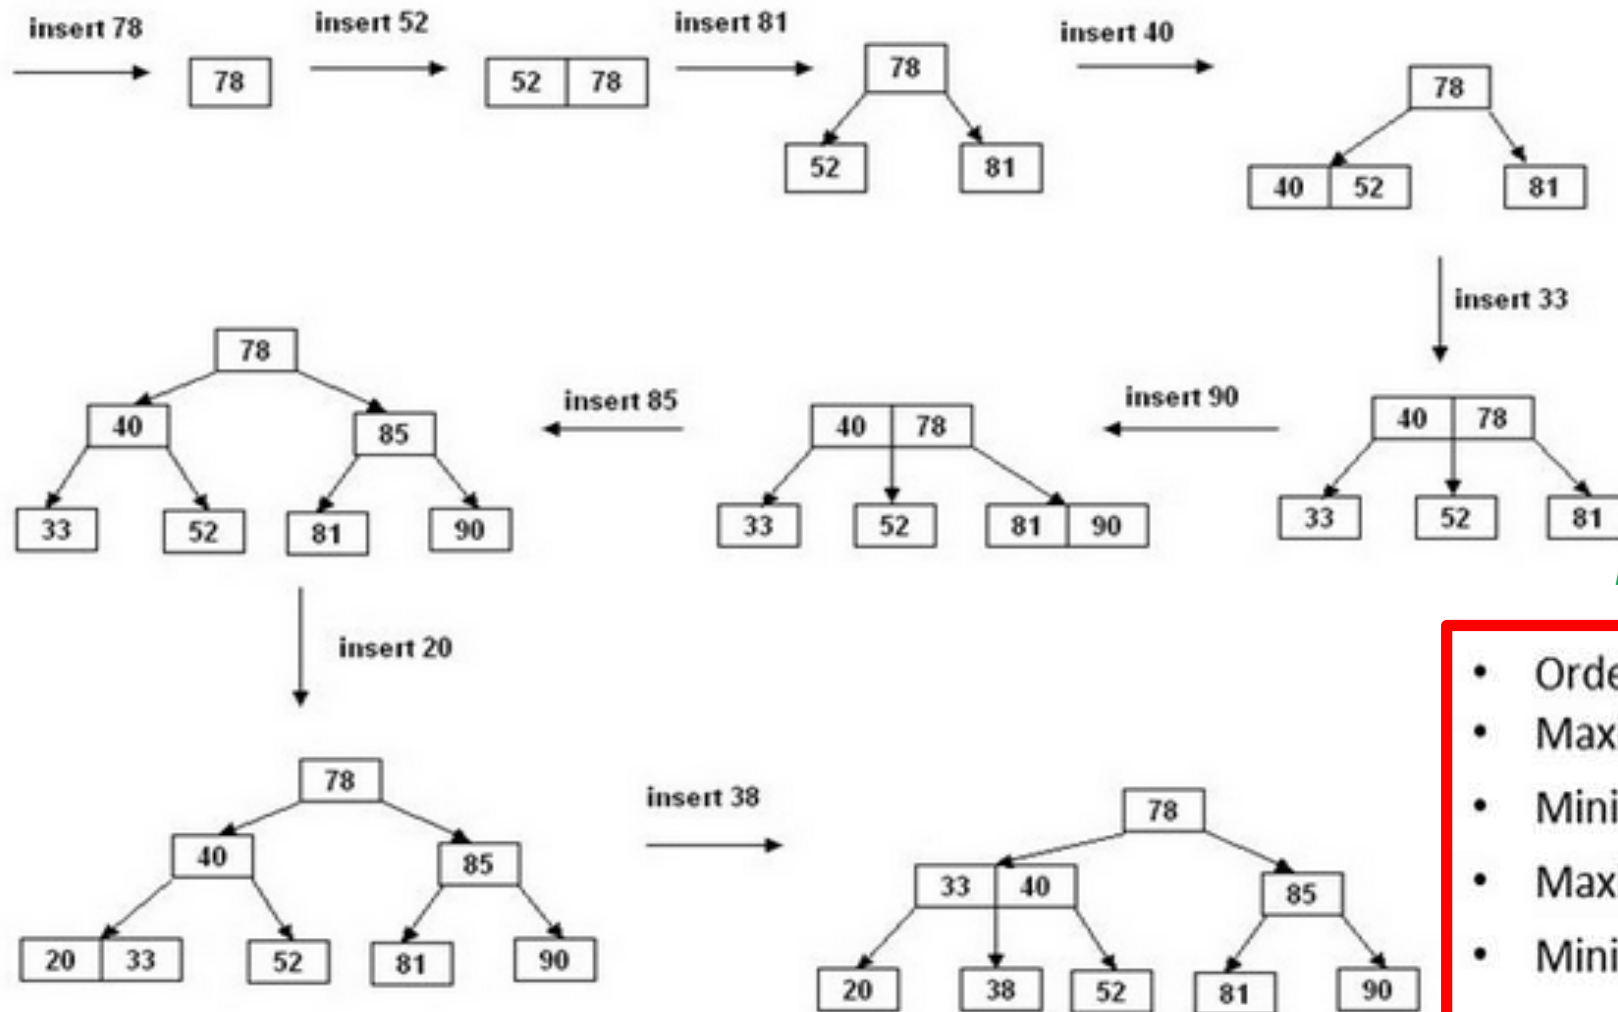 insert 78
78
insert 52
52 78
insert 81
78
52 81
insert 40
78
40 52 81
insert 33
40 78
33 52 81
insert 90
40 78
33 52 81 90
insert 85
78
40 85
33 52 81 90
insert 20
78
40 85
20 33 52 81 90
insert 38
78
33 40 85
20 38 52 81 90
• Orde
• Max
• Mini
• Max
• Mini